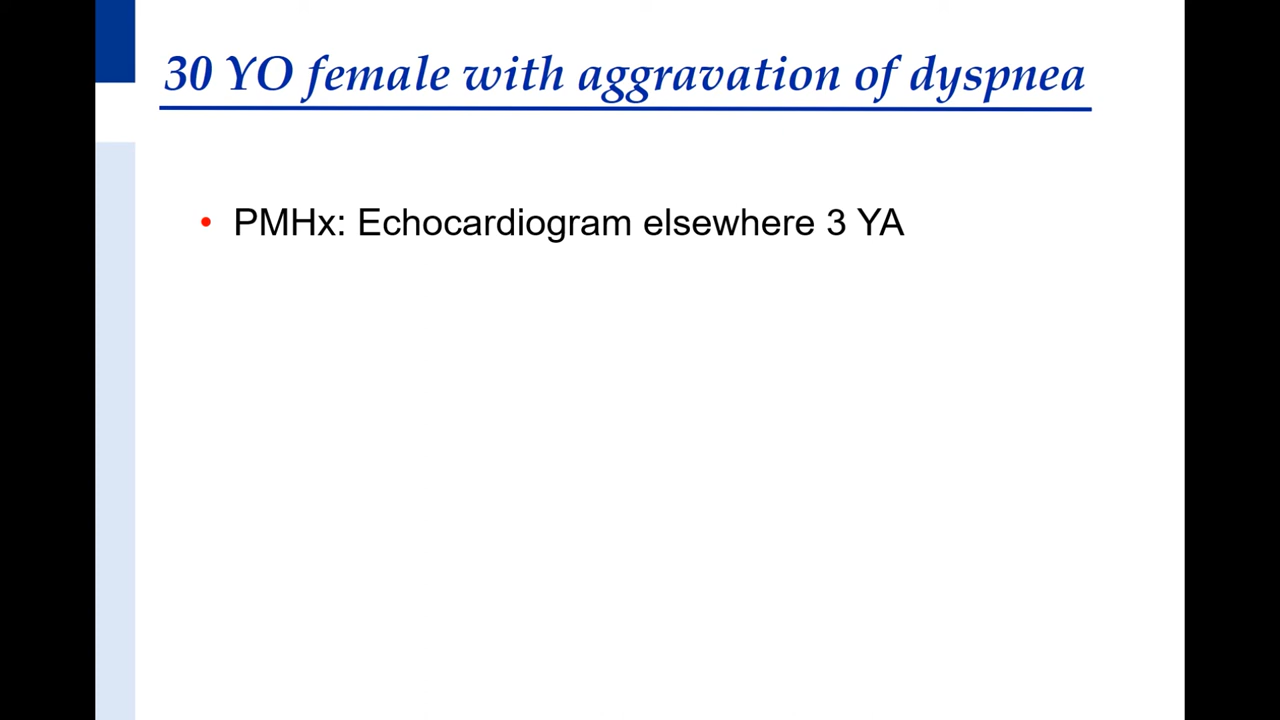 30 YO female with aggravation of dyspnea
• PMHx: Echocardiogram elsewhere 3 YA